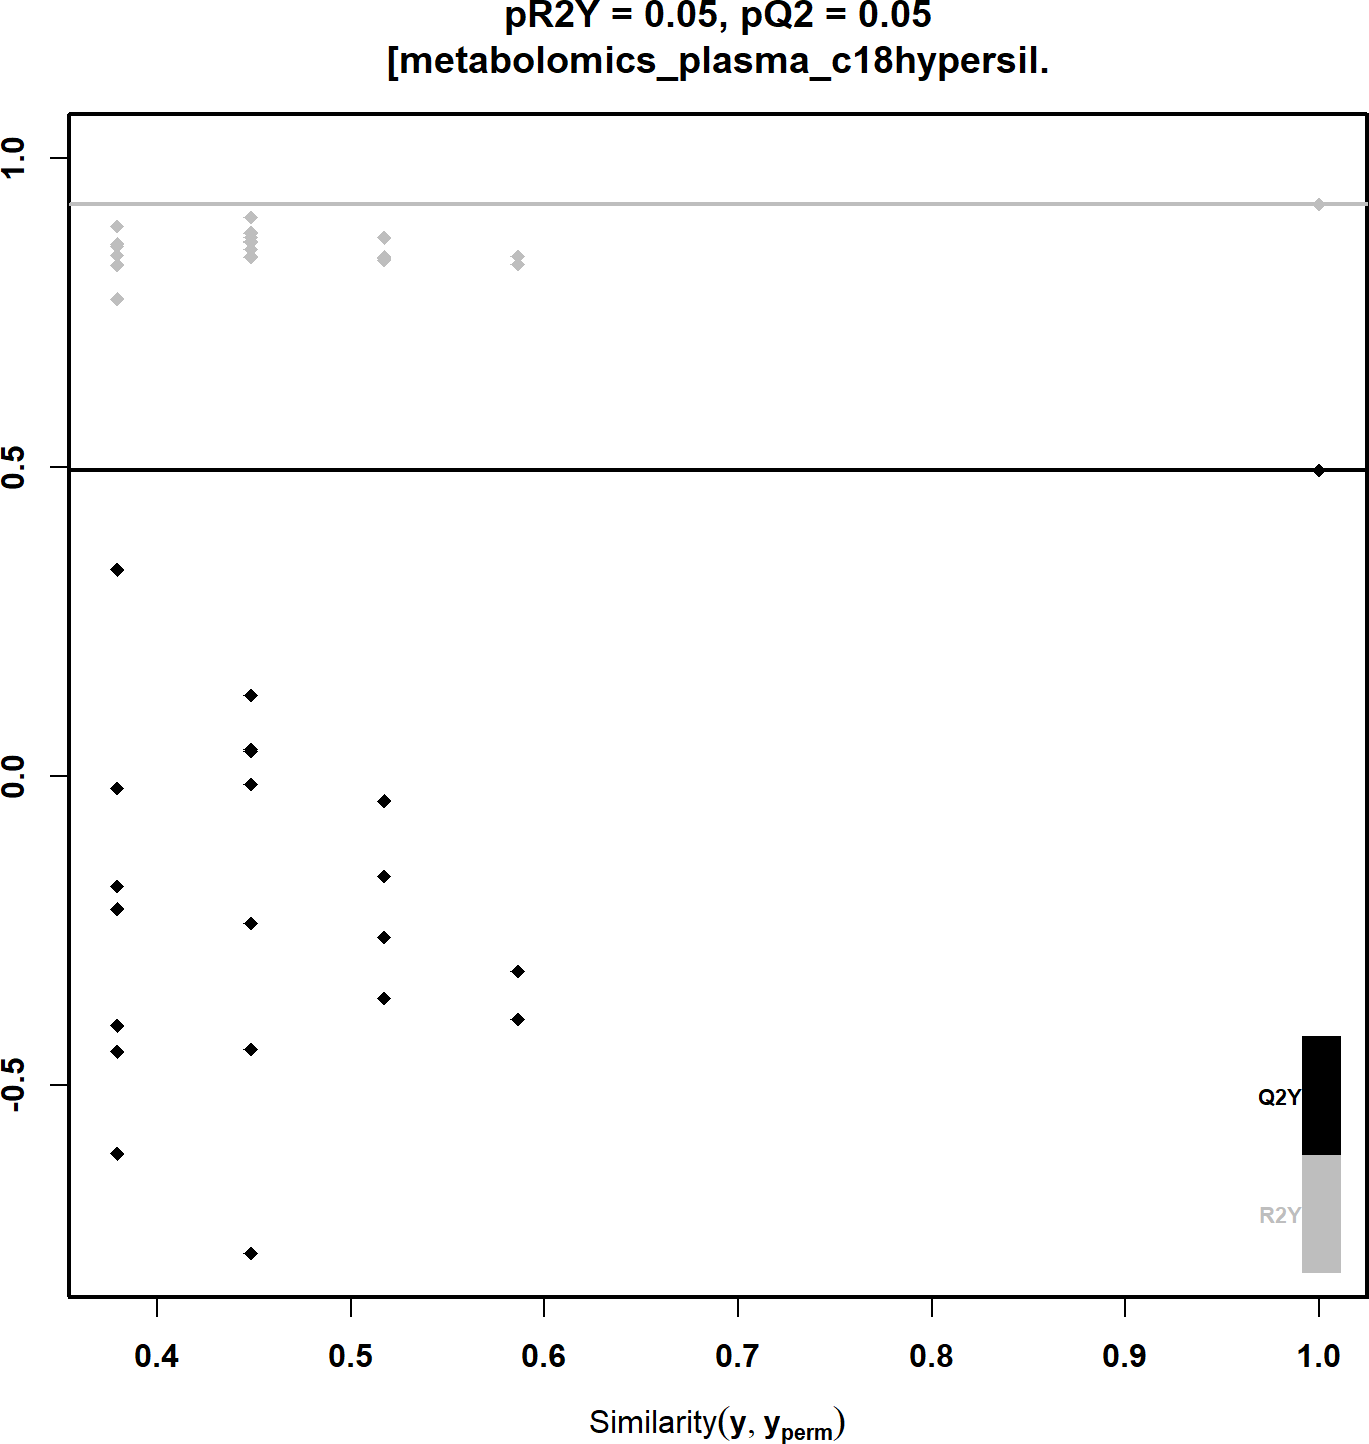 pR2Y = 0.05, pQ2 = 0.05
[metabolomics_plasma_c18hypersil.
1.0
0.5
0.0
-0.5
Q2Y
R2Y
0.4 0.5 0.6 0.7 0.8 0.9 1.0
Similarity(y, yperm)